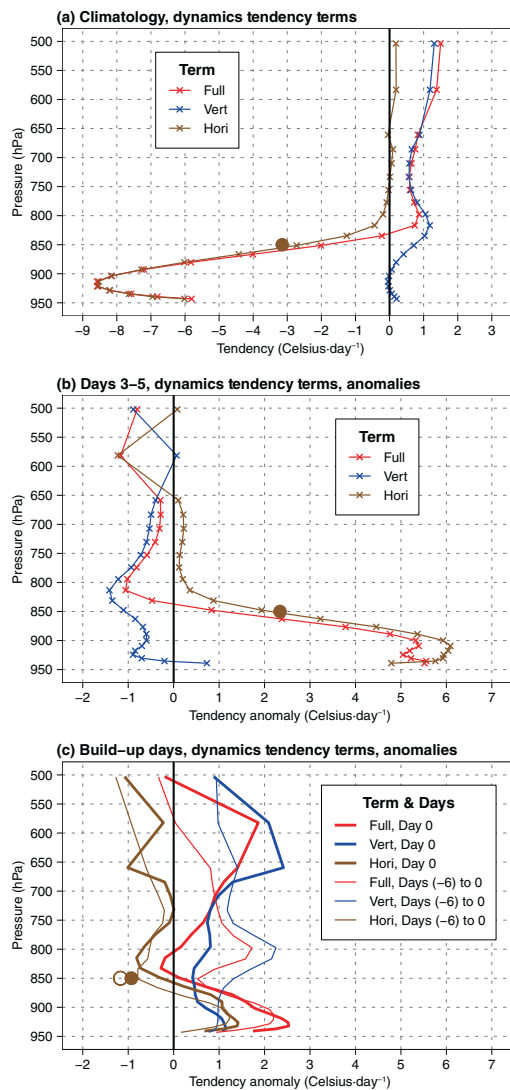 (a) Climatology, dynamics tendency terms
Pressure (hPa)
500
550
600
650
700
750
800
850
900
950
Term
Full
Vert
Hori
−9 −8 −7 −6 −5 −4 −3 −2 −1 0 1 2 3
Tendency (Celsius·day⁻¹)
(b) Days 3−5, dynamics tendency terms, anomalies
Pressure (hPa)
500
550
600
650
700
750
800
850
900
950
Term
Full
Vert
Hori
−2 −1 0 1 2 3 4 5 6 7
Tendency anomaly (Celsius·day⁻¹)
(c) Build−up days, dynamics tendency terms, anomalies
Pressure (hPa)
500
550
600
650
700
750
800
850
900
950
Term & Days
Full, Day 0
Vert, Day 0
Hori, Day 0
Full, Days (−6) to 0
Vert, Days (−6) to 0
Hori, Days (−6) to 0
−2 −1 0 1 2 3 4 5 6 7
Tendency anomaly (Celsius·day⁻¹)